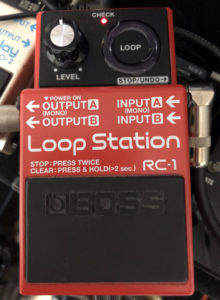 CHECK
LOOP
LEVEL
STOP/UNDO→
▼POWER ON
←OUTPUT A INPUT A←
(MONO) (MONO)
←OUTPUT B INPUT B←
Loop Station
STOP : PRESS TWICE
CLEAR : PRESS & HOLD(>2 sec.)
RC-1
BOSS